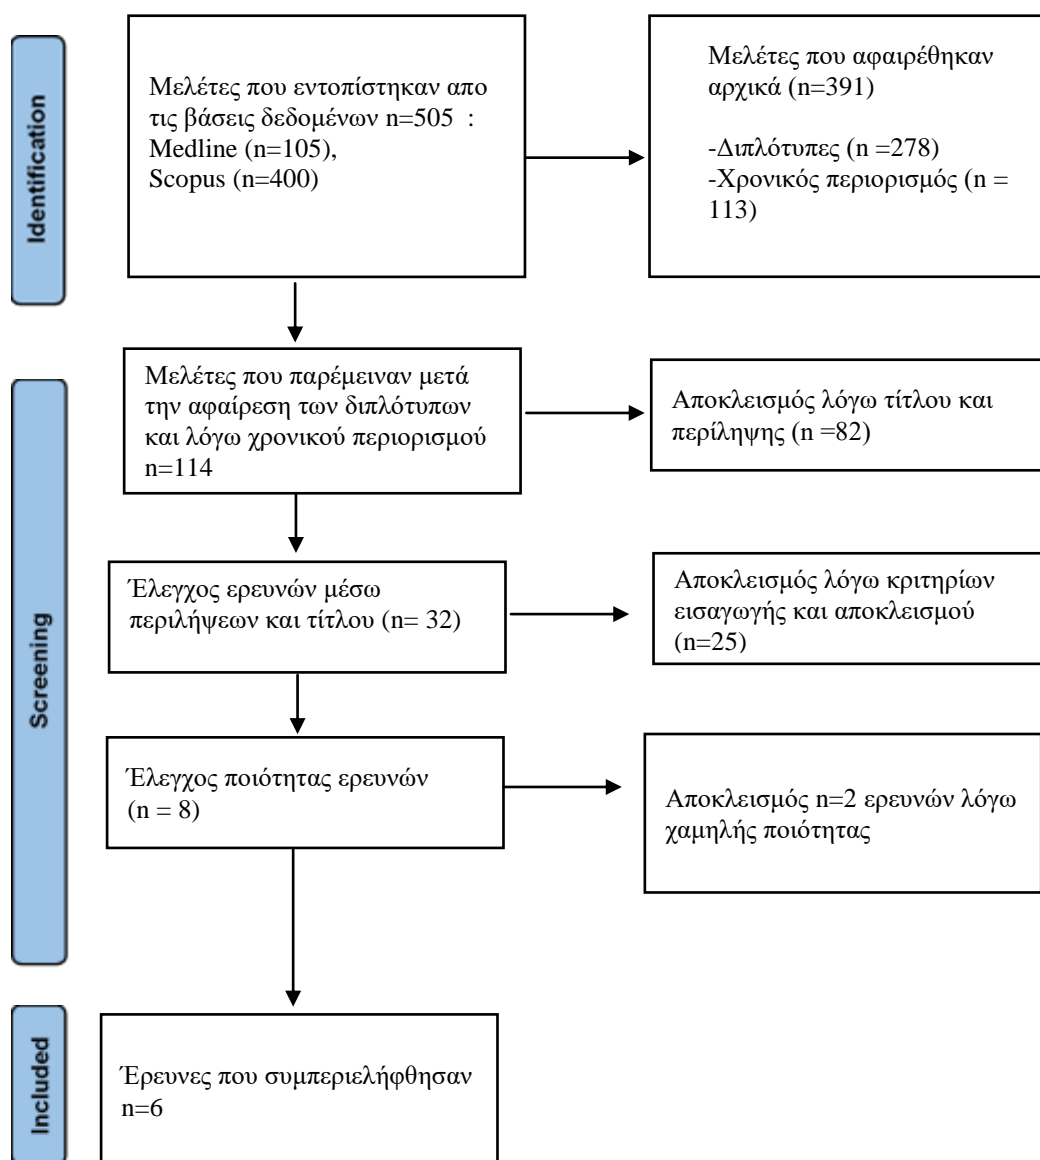 Identification
Μελέτες που εντοπίστηκαν απο
τις βάσεις δεδομένων n=505 :
Medline (n=105),
Scopus (n=400)
Μελέτες που αφαιρέθηκαν
αρχικά (n=391)
-Διπλότυπες (n =278)
-Χρονικός περιορισμός (n =
113)
Screening
Μελέτες που παρέμειναν μετά
την αφαίρεση των διπλότυπων
και λόγω χρονικού περιορισμού
n=114
Αποκλεισμός λόγω τίτλου και
περίληψης (n =82)
Έλεγχος ερευνών μέσω
περιλήψεων και τίτλου (n= 32)
Αποκλεισμός λόγω κριτηρίων
εισαγωγής και αποκλεισμού
(n=25)
Έλεγχος ποιότητας ερευνών
(n = 8)
Αποκλεισμός n=2 ερευνών λόγω
χαμηλής ποιότητας
Included
Έρευνες που συμπεριελήφθησαν
n=6